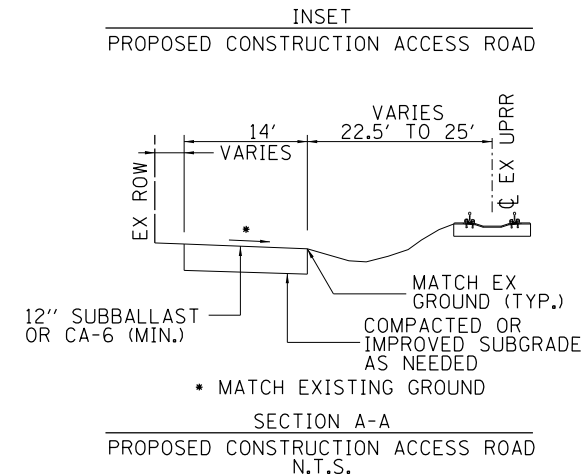 INSET
PROPOSED CONSTRUCTION ACCESS ROAD
VARIES
14' 22.5' TO 25'
VARIES
EX ROW
℄ EX UPRR
*
MATCH EX
GROUND (TYP.)
12" SUBBALLAST
OR CA-6 (MIN.)
COMPACTED OR
IMPROVED SUBGRADE
AS NEEDED
* MATCH EXISTING GROUND
SECTION A-A
PROPOSED CONSTRUCTION ACCESS ROAD
N.T.S.